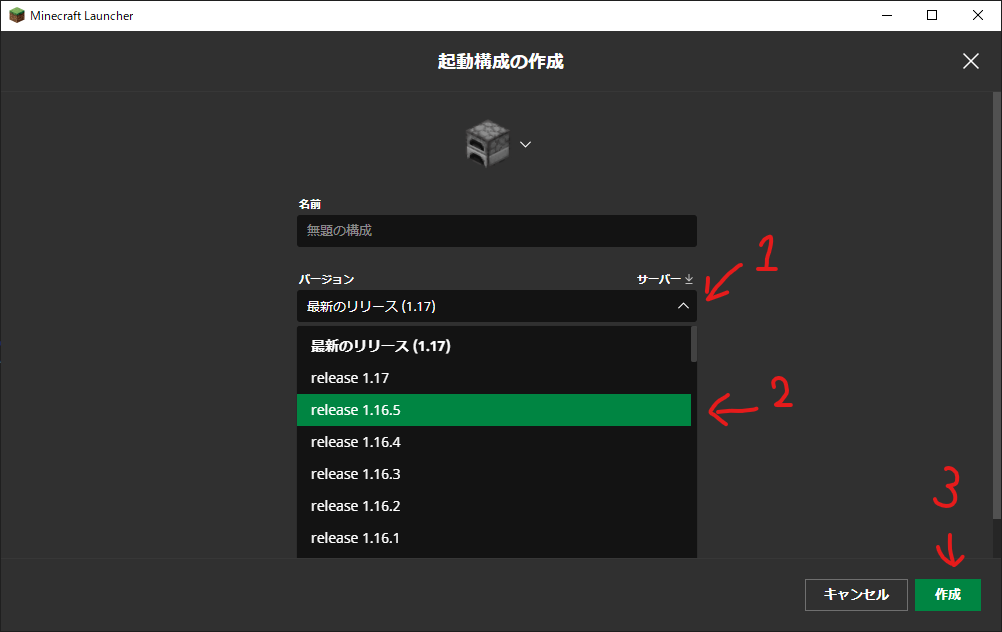 Minecraft Launcher
起動構成の作成
名前
無題の構成
バージョン サーバー
最新のリリース (1.17)
1
最新のリリース (1.17)
release 1.17
release 1.16.5
2
release 1.16.4
release 1.16.3
release 1.16.2
release 1.16.1
3
キャンセル 作成